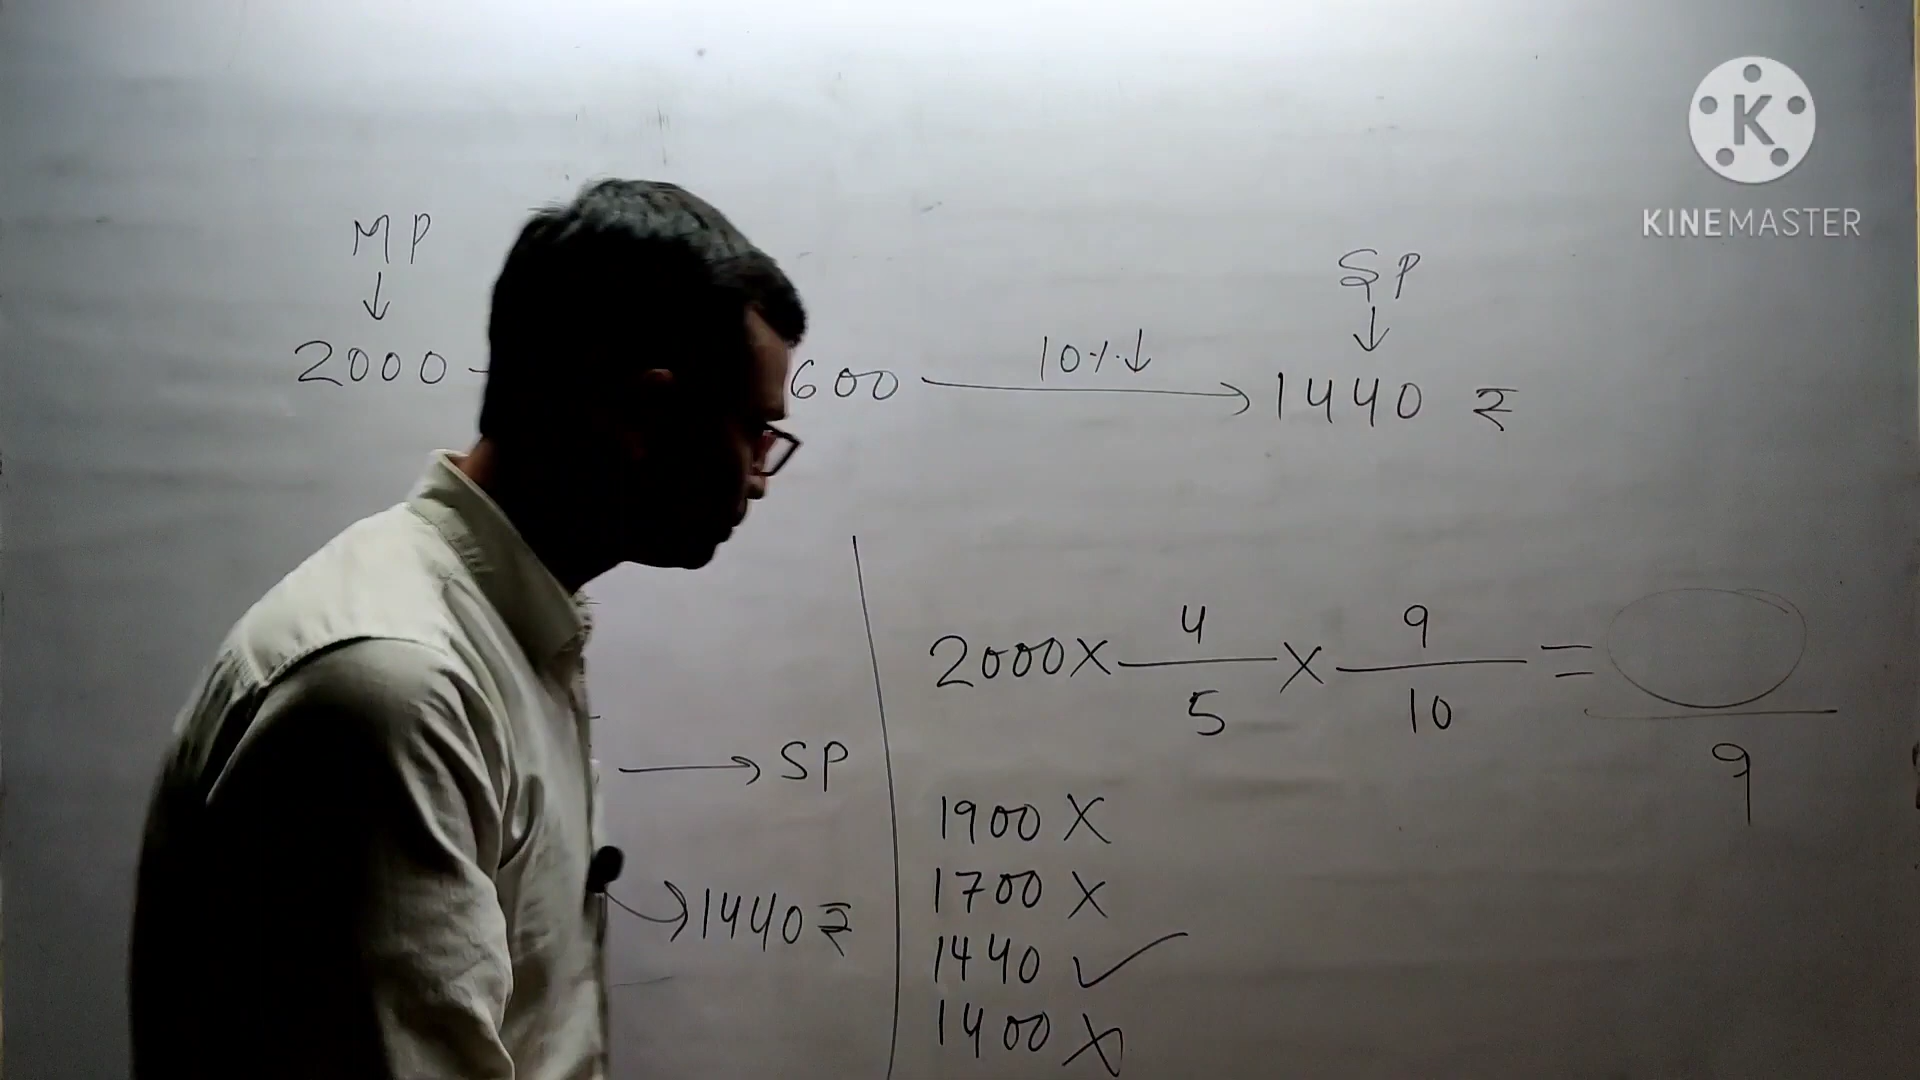 K
KINEMASTER
MP
↓
2000 - 600 10%↓ → 1440 ₹
SP
↓
2000 × 4/5 × 9/10 = /9
→ SP
1900 X
1700 X
→ 1440 ₹
1440 ✓
1400 X